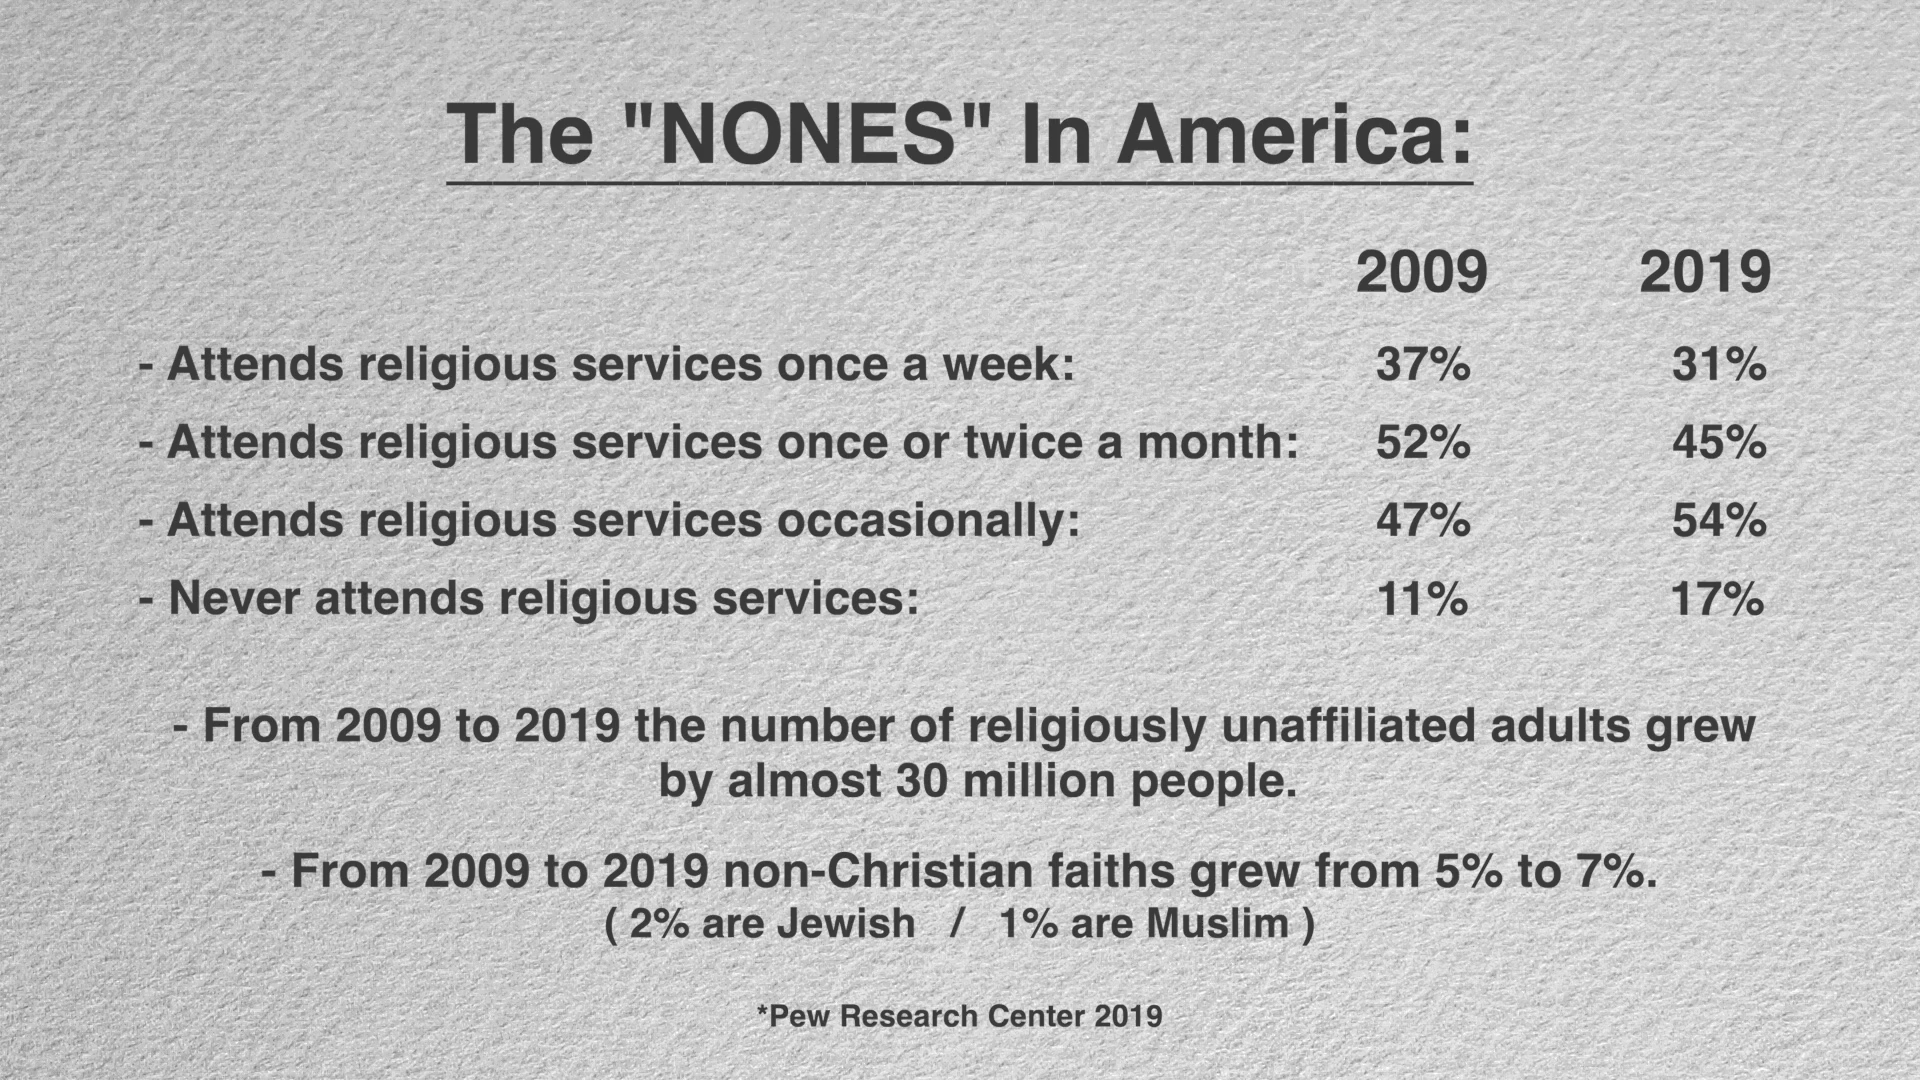 The "NONES" In America:
2009 2019
- Attends religious services once a week: 37% 31%
- Attends religious services once or twice a month: 52% 45%
- Attends religious services occasionally: 47% 54%
- Never attends religious services: 11% 17%
- From 2009 to 2019 the number of religiously unaffiliated adults grew
by almost 30 million people.
- From 2009 to 2019 non-Christian faiths grew from 5% to 7%.
( 2% are Jewish / 1% are Muslim )
*Pew Research Center 2019